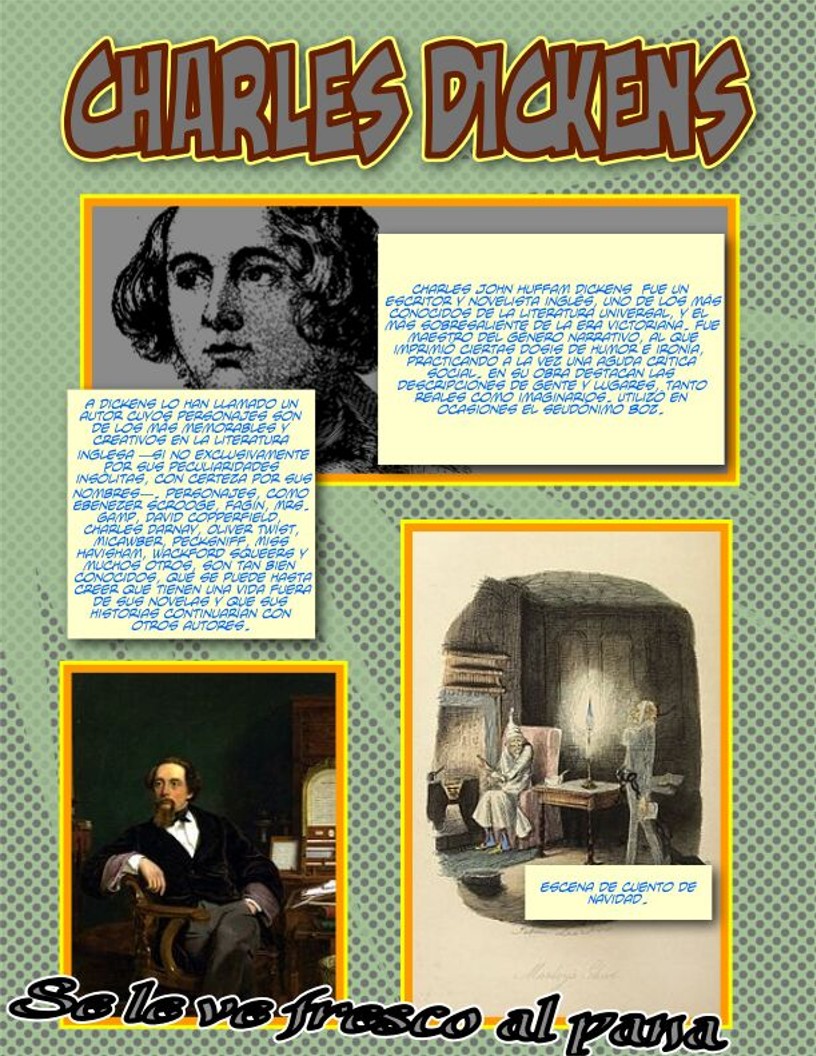 CHARLES DICKENS
CHARLES JOHN HUFFAM DICKENS FUE UN
ESCRITOR Y NOVELISTA INGLÉS, UNO DE LOS MÁS
CONOCIDOS DE LA LITERATURA UNIVERSAL, Y EL
MÁS SOBRESALIENTE DE LA ERA VICTORIANA. FUE
MAESTRO DEL GÉNERO NARRATIVO, AL QUE
IMPRIMIÓ CIERTAS DOSIS DE HUMOR E IRONÍA,
PRACTICANDO A LA VEZ UNA AGUDA CRÍTICA
SOCIAL. EN SU OBRA DESTACAN LAS
DESCRIPCIONES DE GENTE Y LUGARES, TANTO
REALES COMO IMAGINARIOS. UTILIZÓ EN
OCASIONES EL SEUDÓNIMO BOZ.
A DICKENS LO HAN LLAMADO UN
AUTOR CUYOS PERSONAJES SON
DE LOS MÁS MEMORABLES Y
CREATIVOS EN LA LITERATURA
INGLESA —SI NO EXCLUSIVAMENTE
POR SUS PECULIARIDADES
INSÓLITAS, CON CERTEZA POR SUS
NOMBRES—. PERSONAJES, COMO
EBENEZER SCROOGE, FAGIN, MRS.
GAMP, DAVID COPPERFIELD,
CHARLES DARNAY, OLIVER TWIST,
MICAWBER, PECKSNIFF, MISS
HAVISHAM, WACKFORD SQUEERS Y
MUCHOS OTROS, SON TAN BIEN
CONOCIDOS, QUE SE PUEDE HASTA
CREER QUE TIENEN UNA VIDA FUERA
DE SUS NOVELAS Y QUE SUS
HISTORIAS CONTINUARÍAN CON
OTROS AUTORES.
ESCENA DE CUENTO DE
NAVIDAD.
Se le ve fresco al pana